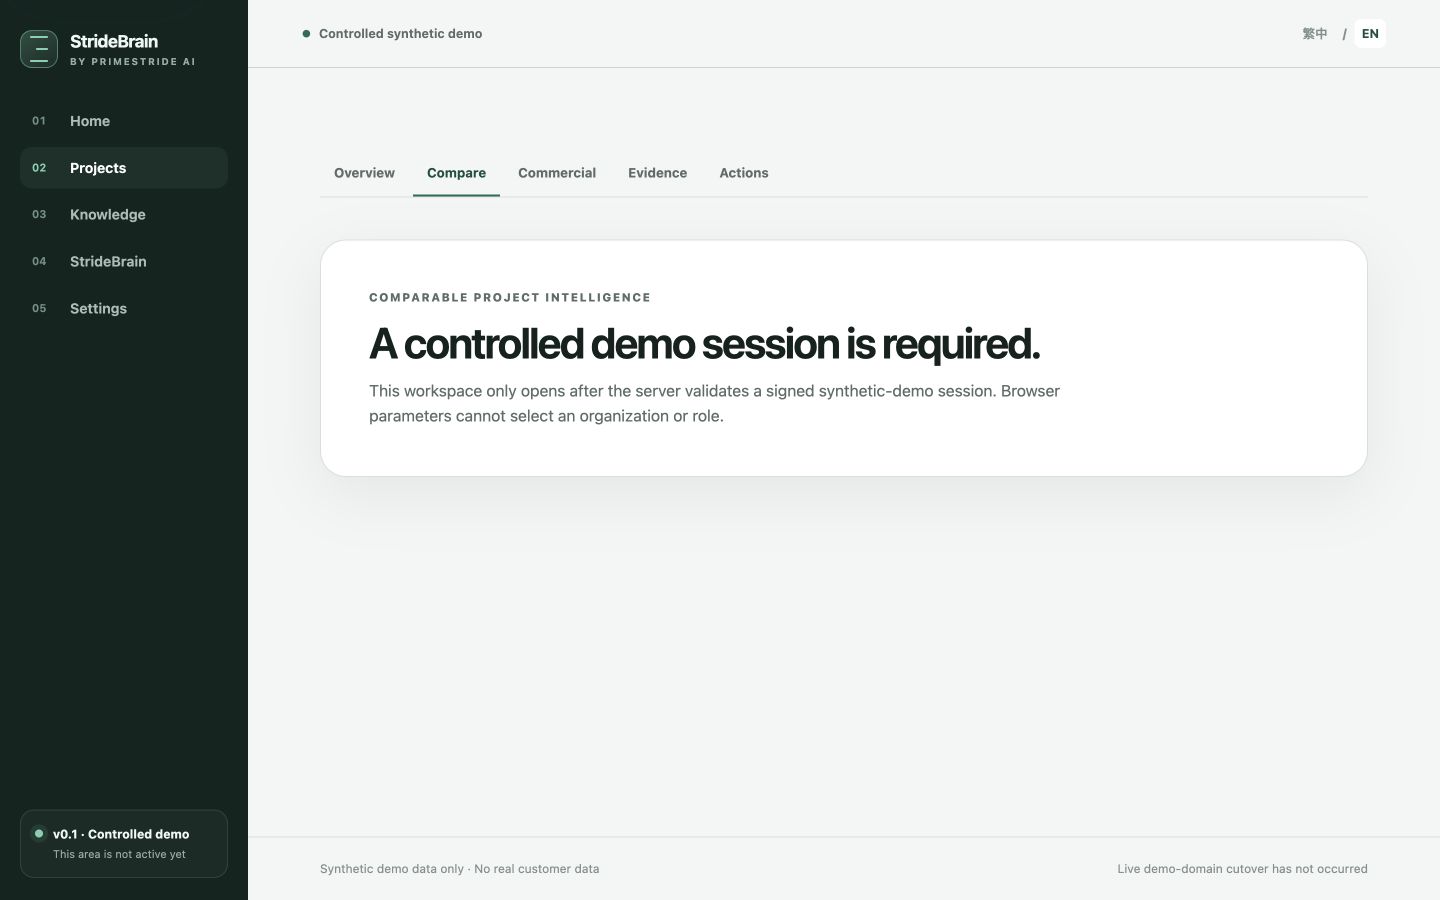 StrideBrain
BY PRIMESTRIDE AI
01 Home
02 Projects
03 Knowledge
04 StrideBrain
05 Settings
v0.1 · Controlled demo
This area is not active yet
Controlled synthetic demo
繁中 / EN
Overview Compare Commercial Evidence Actions
COMPARABLE PROJECT INTELLIGENCE
A controlled demo session is required.
This workspace only opens after the server validates a signed synthetic-demo session. Browser
parameters cannot select an organization or role.
Synthetic demo data only · No real customer data
Live demo-domain cutover has not occurred